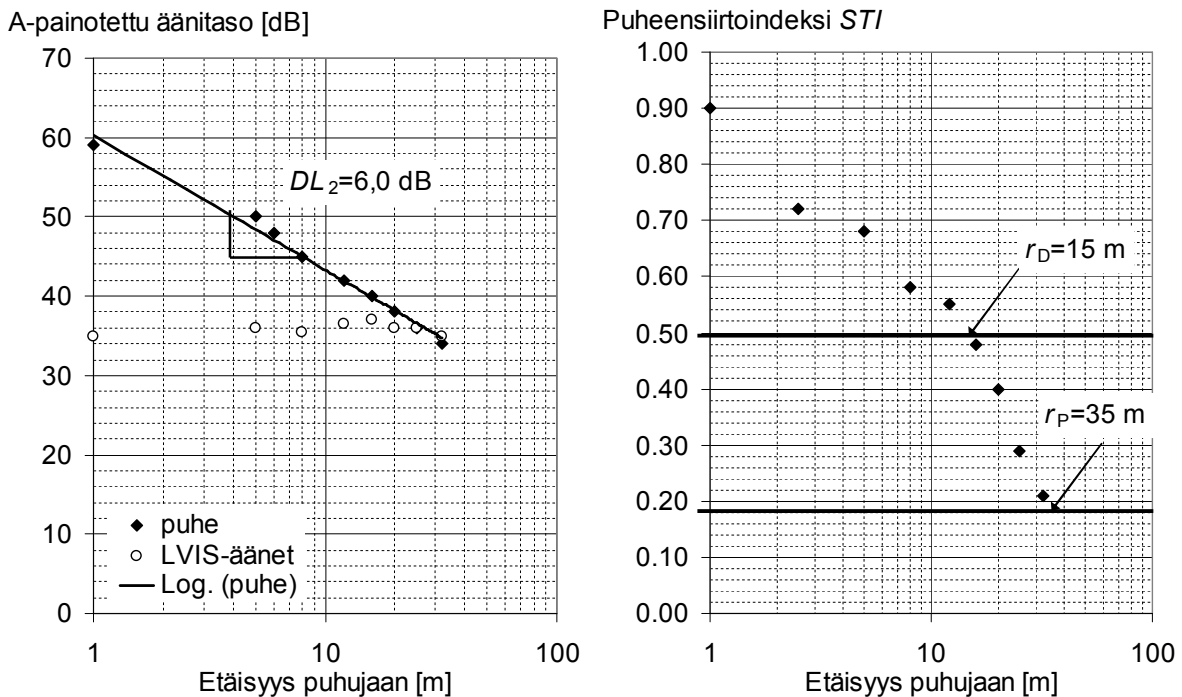 A-painotettu äänitaso [dB]
70
60
50
40
30
20
10
0
DL2=6,0 dB
puhe
LVIS-äänet
Log. (puhe)
1 10 100
Etäisyys puhujaan [m]
Puheensiirtoindeksi STI
1.00
0.90
0.80
0.70
0.60
0.50
0.40
0.30
0.20
0.10
0.00
rD=15 m
rP=35 m
1 10 100
Etäisyys puhujaan [m]